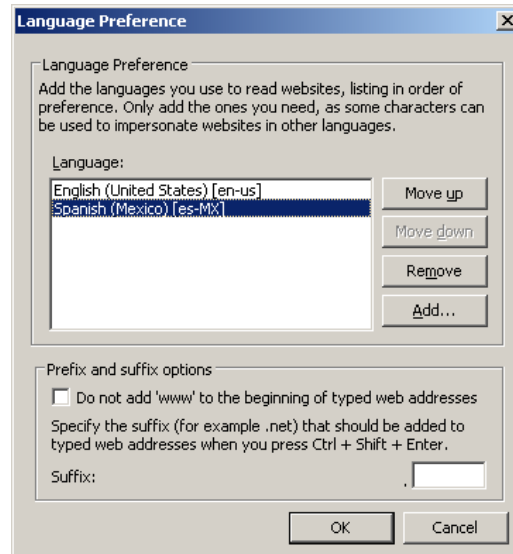 Language Preference
Language Preference
Add the languages you use to read websites, listing in order of
preference. Only add the ones you need, as some characters can
be used to impersonate websites in other languages.
Language:
English (United States) [en-us]
Spanish (Mexico) [es-MX]
Move up
Move down
Remove
Add...
Prefix and suffix options
Do not add 'www' to the beginning of typed web addresses
Specify the suffix (for example .net) that should be added to
typed web addresses when you press Ctrl + Shift + Enter.
Suffix: .
OK Cancel